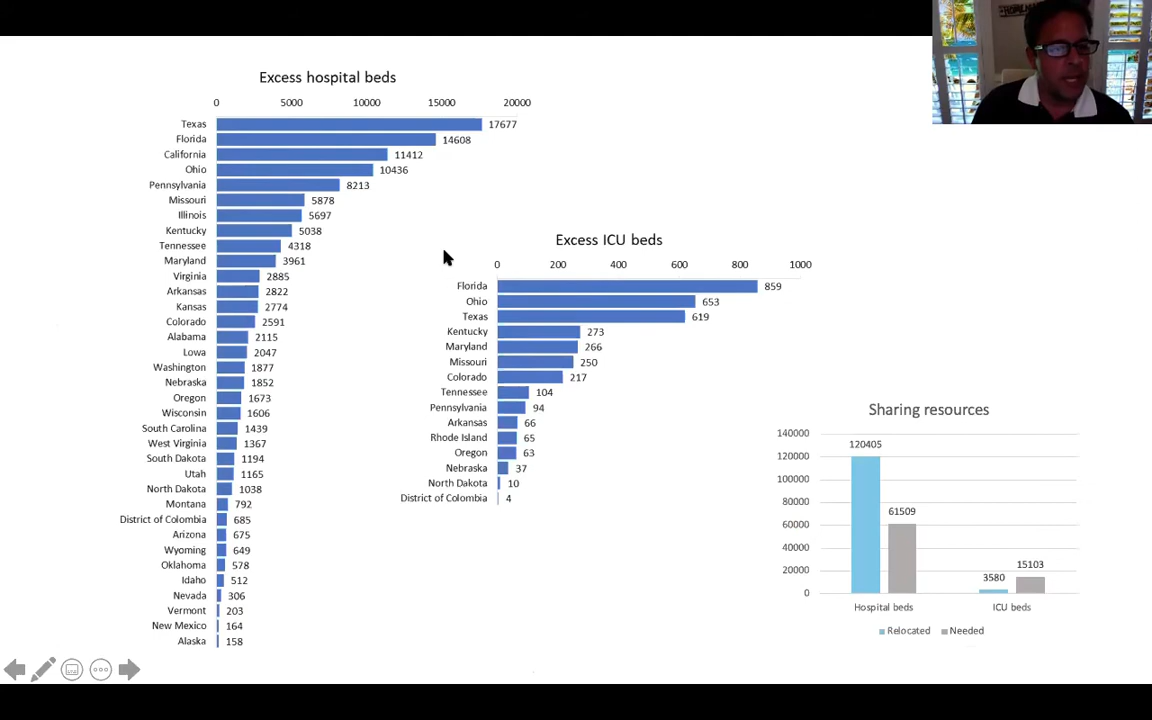 Excess hospital beds
0 5000 10000 15000 20000
Texas 17677
Florida 14608
California 11412
Ohio 10436
Pennsylvania 8213
Missouri 5878
Illinois 5697
Kentucky 5038
Tennessee 4318
Maryland 3961
Virginia 2885
Arkansas 2822
Kansas 2774
Colorado 2591
Alabama 2115
Lowa 2047
Washington 1877
Nebraska 1852
Oregon 1673
Wisconsin 1606
South Carolina 1439
West Virginia 1367
South Dakota 1194
Utah 1165
North Dakota 1038
Montana 792
District of Colombia 685
Arizona 675
Wyoming 649
Oklahoma 578
Idaho 512
Nevada 306
Vermont 203
New Mexico 164
Alaska 158
Excess ICU beds
0 200 400 600 800 1000
Florida 859
Ohio 653
Texas 619
Kentucky 273
Maryland 266
Missouri 250
Colorado 217
Tennessee 104
Pennsylvania 94
Arkansas 66
Rhode Island 65
Oregon 63
Nebraska 37
North Dakota 10
District of Colombia 4
Sharing resources
140000
120000
100000
80000
60000
40000
20000
0
120405
61509
3580
15103
Hospital beds ICU beds
Relocated Needed